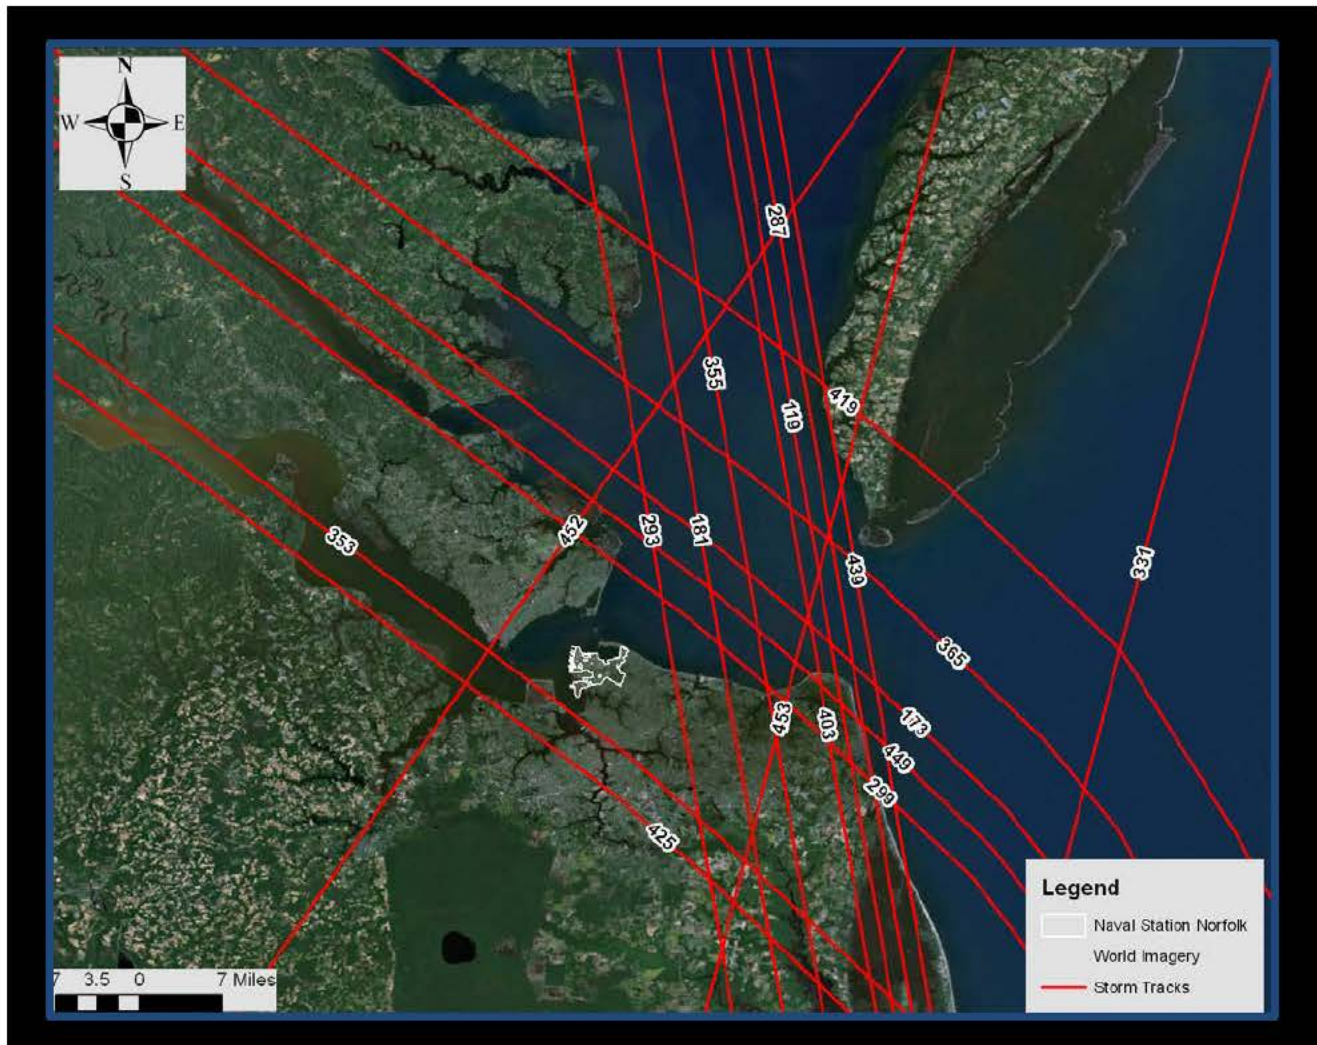 N
W E
S
287
355
119
419
293
181
452
353
439
331
365
453
403
173
449
299
425
Legend
Naval Station Norfolk
World Imagery
Storm Tracks
7 3.5 0 7 Miles